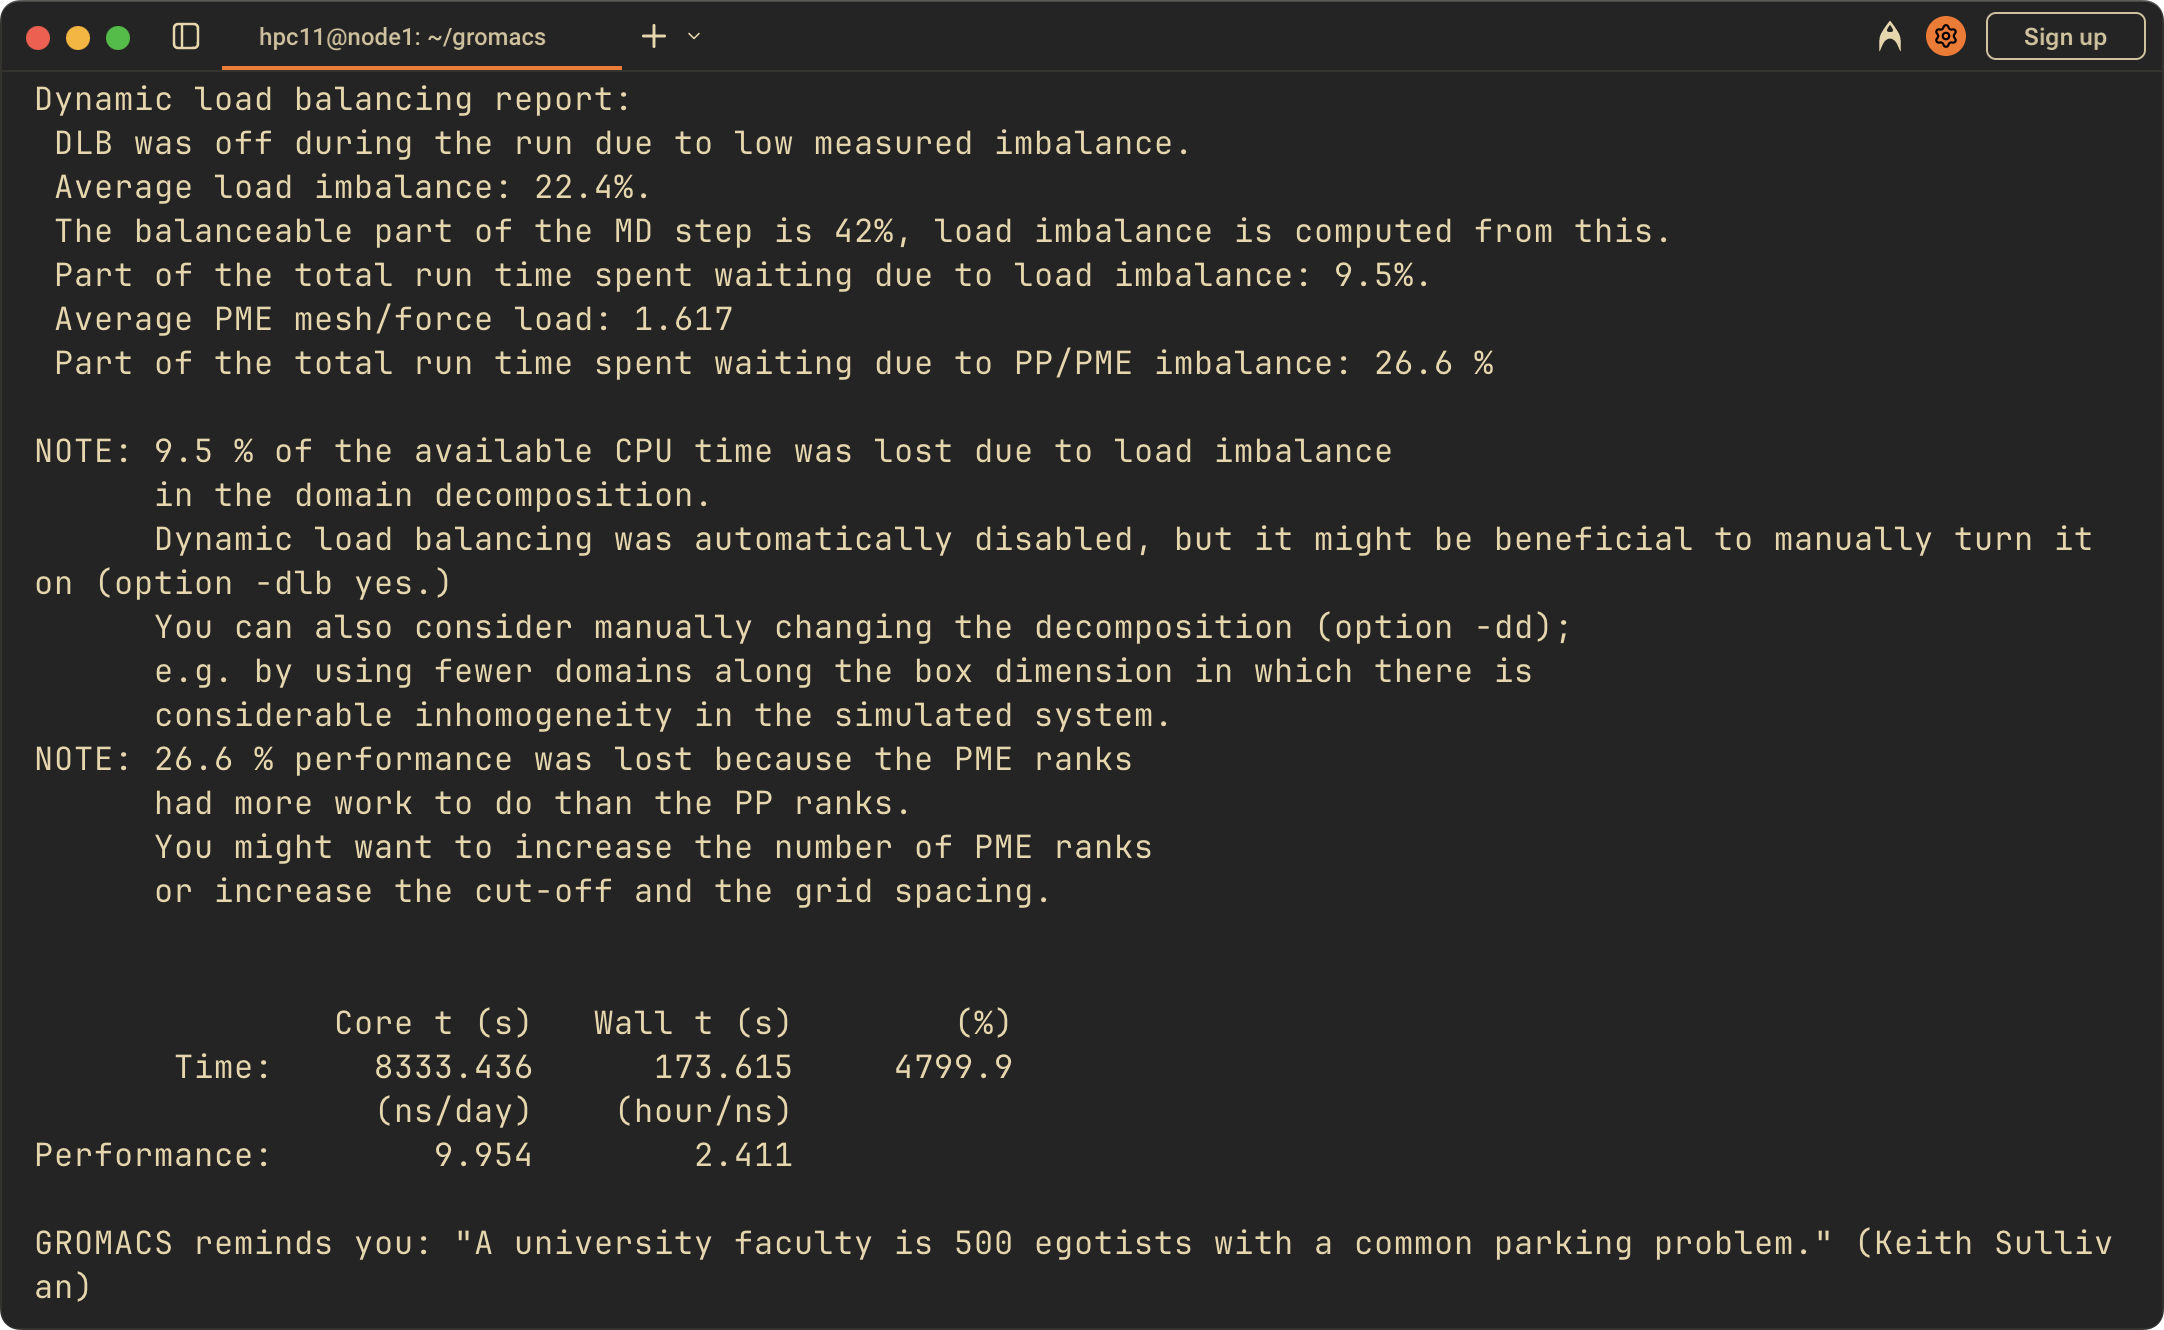 hpc11@node1: ~/gromacs
Sign up
Dynamic load balancing report:
 DLB was off during the run due to low measured imbalance.
 Average load imbalance: 22.4%.
 The balanceable part of the MD step is 42%, load imbalance is computed from this.
 Part of the total run time spent waiting due to load imbalance: 9.5%.
 Average PME mesh/force load: 1.617
 Part of the total run time spent waiting due to PP/PME imbalance: 26.6 %

NOTE: 9.5 % of the available CPU time was lost due to load imbalance
      in the domain decomposition.
      Dynamic load balancing was automatically disabled, but it might be beneficial to manually turn it
on (option -dlb yes.)
      You can also consider manually changing the decomposition (option -dd);
      e.g. by using fewer domains along the box dimension in which there is
      considerable inhomogeneity in the simulated system.
NOTE: 26.6 % performance was lost because the PME ranks
      had more work to do than the PP ranks.
      You might want to increase the number of PME ranks
      or increase the cut-off and the grid spacing.

               Core t (s)   Wall t (s)        (%)
       Time:     8333.436      173.615     4799.9
                 (ns/day)    (hour/ns)
Performance:        9.954        2.411

GROMACS reminds you: "A university faculty is 500 egotists with a common parking problem." (Keith Sulliv
an)